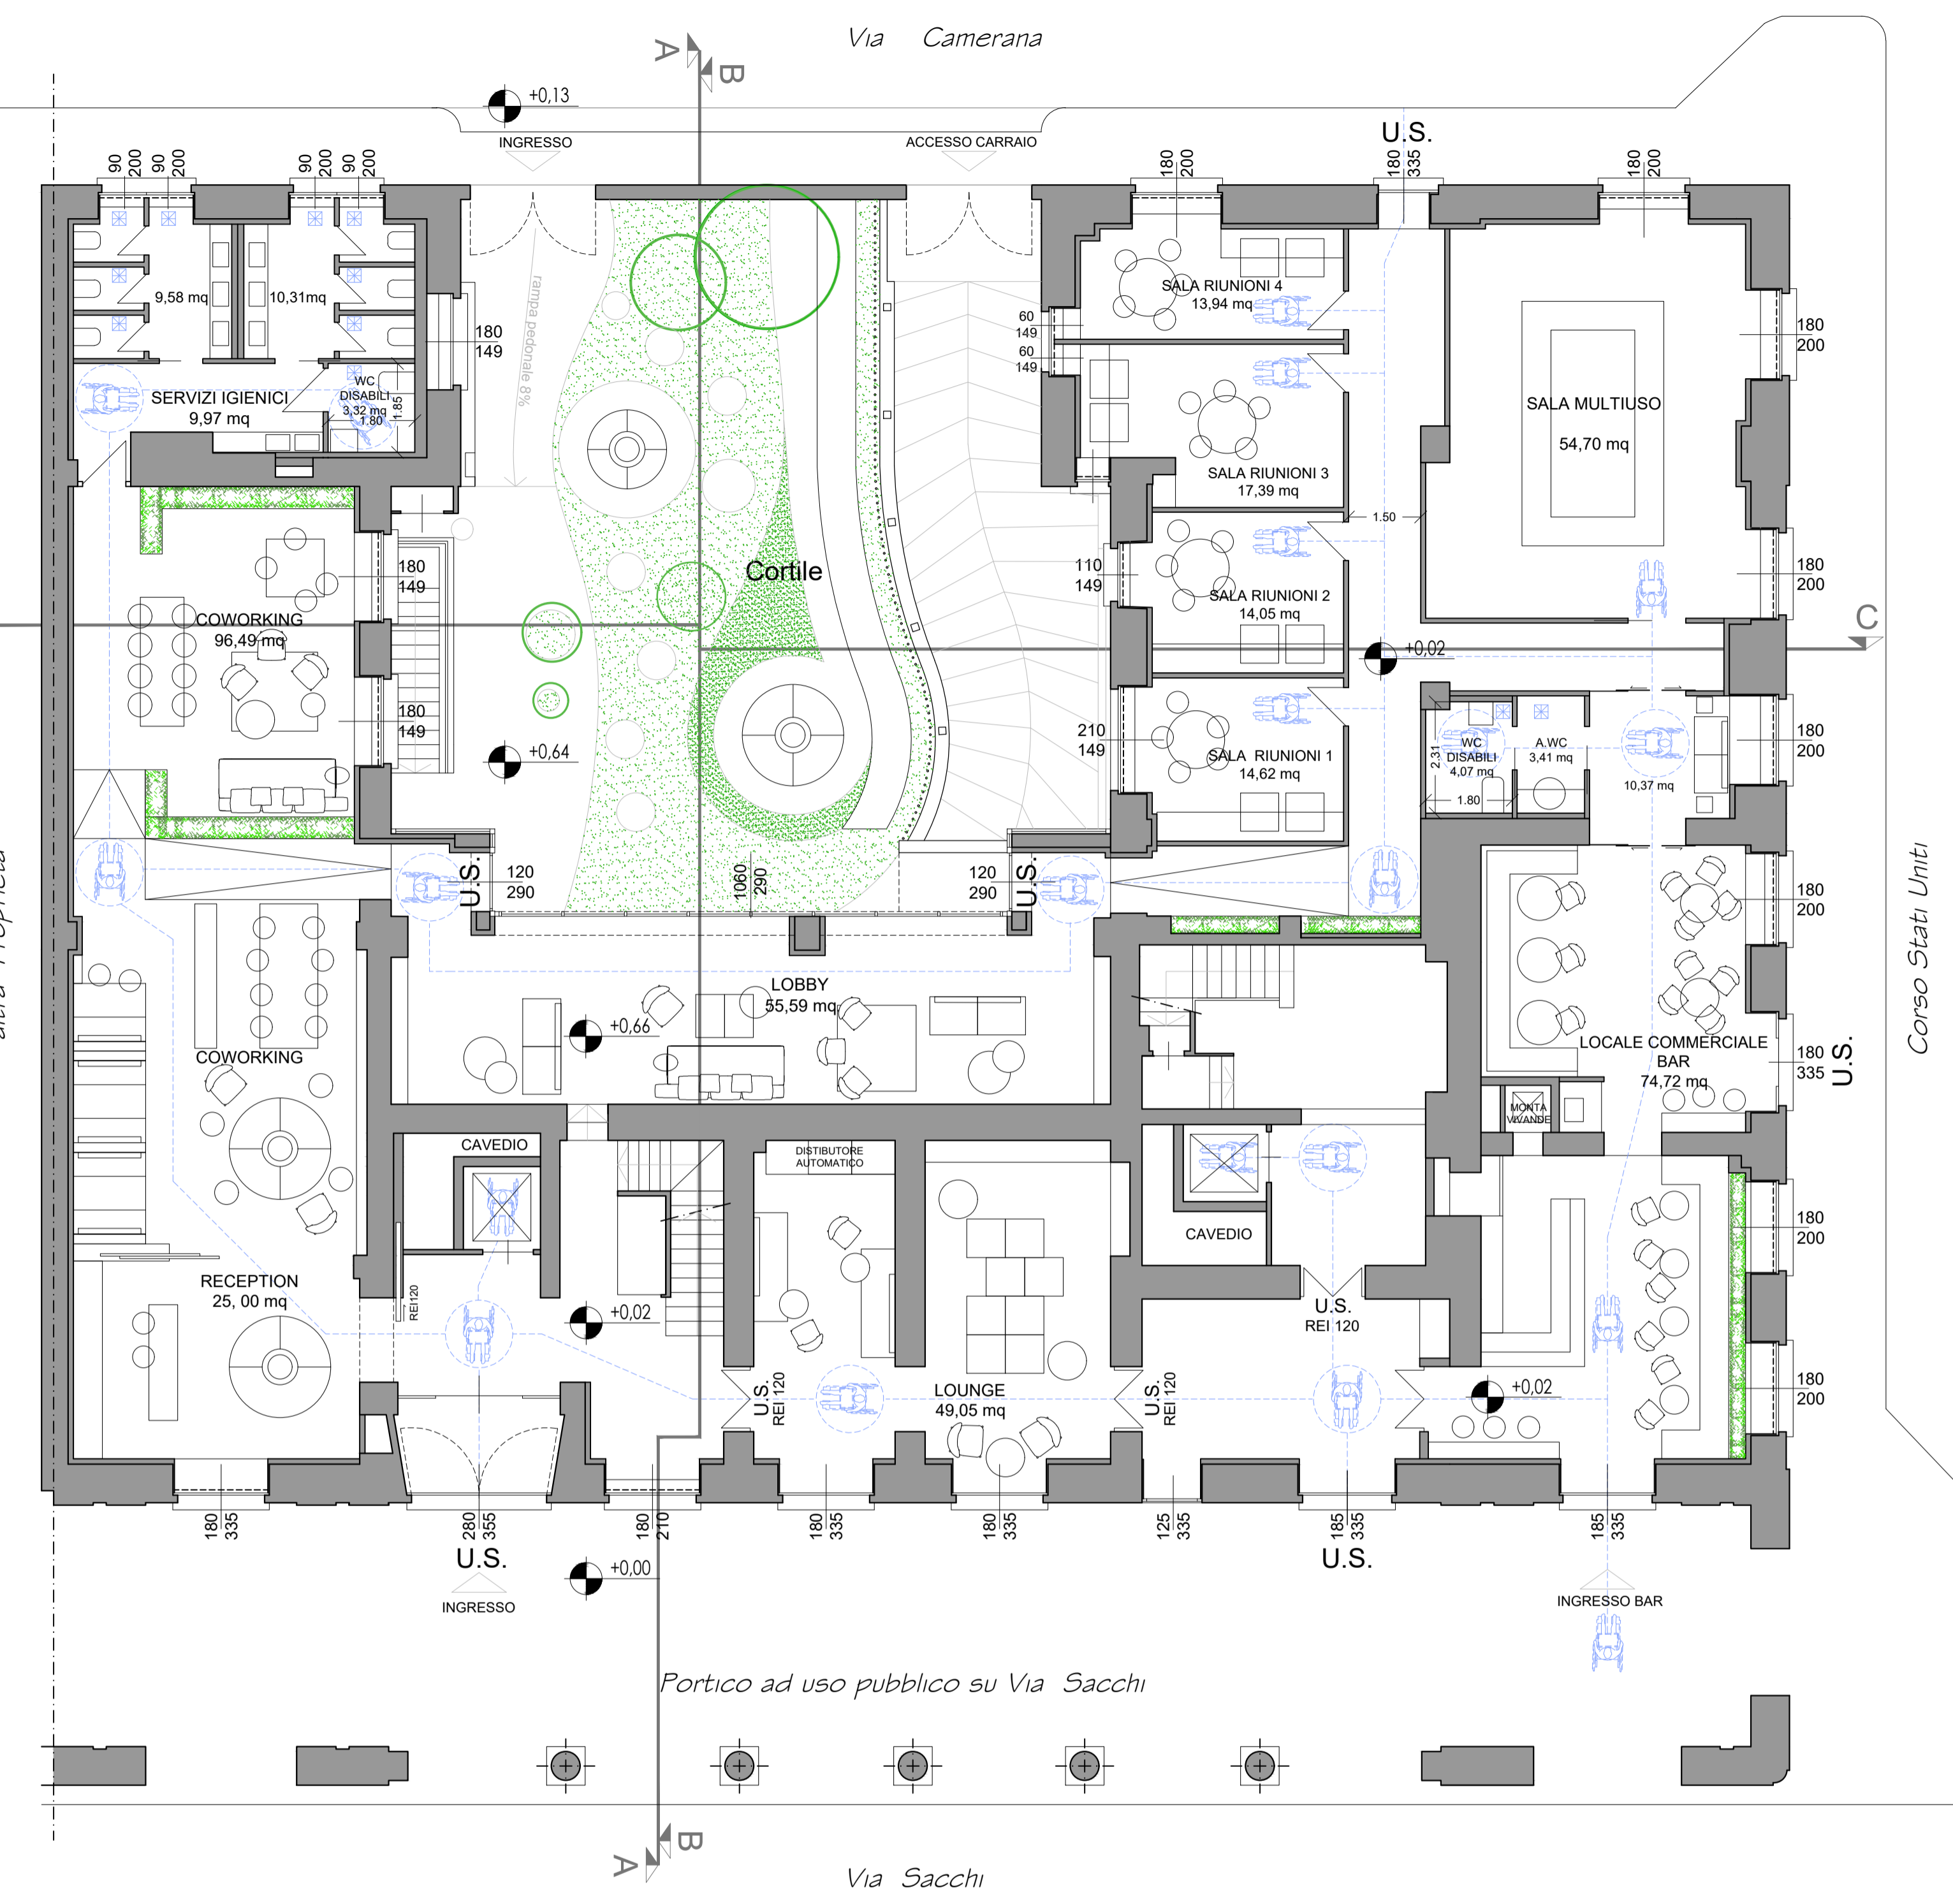 Via Camerana
A
B
+0,13
INGRESSO
ACCESSO CARRAIO
U.S.
90
200
90
200
90
200
90
200
180
200
180
335
180
200
9,58 mq
10,31mq
rampa pedonale 8%
180
149
SERVIZI IGIENICI
9,97 mq
WC
DISABILI
3,32 mq
1.80
1.85
60
149
60
149
SALA RIUNIONI 4
13,94 mq
SALA RIUNIONI 3
17,39 mq
1.50
SALA MULTIUSO
54,70 mq
180
200
180
200
COWORKING
96,49 mq
180
149
180
149
Cortile
110
149
SALA RIUNIONI 2
14,05 mq
+0,02
C
+0,64
210
149
SALA RIUNIONI 1
14,62 mq
2.31
WC
DISABILI
4,07 mq
1.80
A.WC
3,41 mq
10,37 mq
180
200
U.S.
120
290
1060
290
120
290
U.S.
180
200
Corso Stati Uniti
altra Proprietà
LOBBY
55,59 mq
+0,66
COWORKING
LOCALE COMMERCIALE
BAR
74,72 mq
180
335
U.S.
MONTA
VIVANDE
CAVEDIO
DISTIBUTORE
AUTOMATICO
CAVEDIO
180
200
RECEPTION
25, 00 mq
REI120
+0,02
U.S.
REI 120
U.S.
REI 120
LOUNGE
49,05 mq
U.S.
REI 120
+0,02
180
200
180
335
280
355
180
210
180
335
180
335
125
335
185
335
185
335
U.S.
U.S.
+0,00
INGRESSO
INGRESSO BAR
Portico ad uso pubblico su Via Sacchi
B
A
Via Sacchi